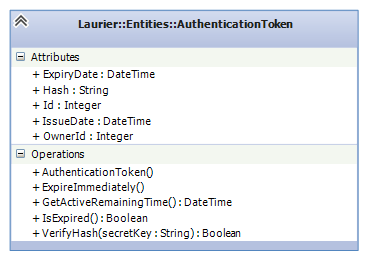 Laurier::Entities::AuthenticationToken
Attributes
+ ExpiryDate : DateTime
+ Hash : String
+ Id : Integer
+ IssueDate : DateTime
+ OwnerId : Integer
Operations
+ AuthenticationToken()
+ ExpireImmediately()
+ GetActiveRemainingTime() : DateTime
+ IsExpired() : Boolean
+ VerifyHash(secretKey : String) : Boolean